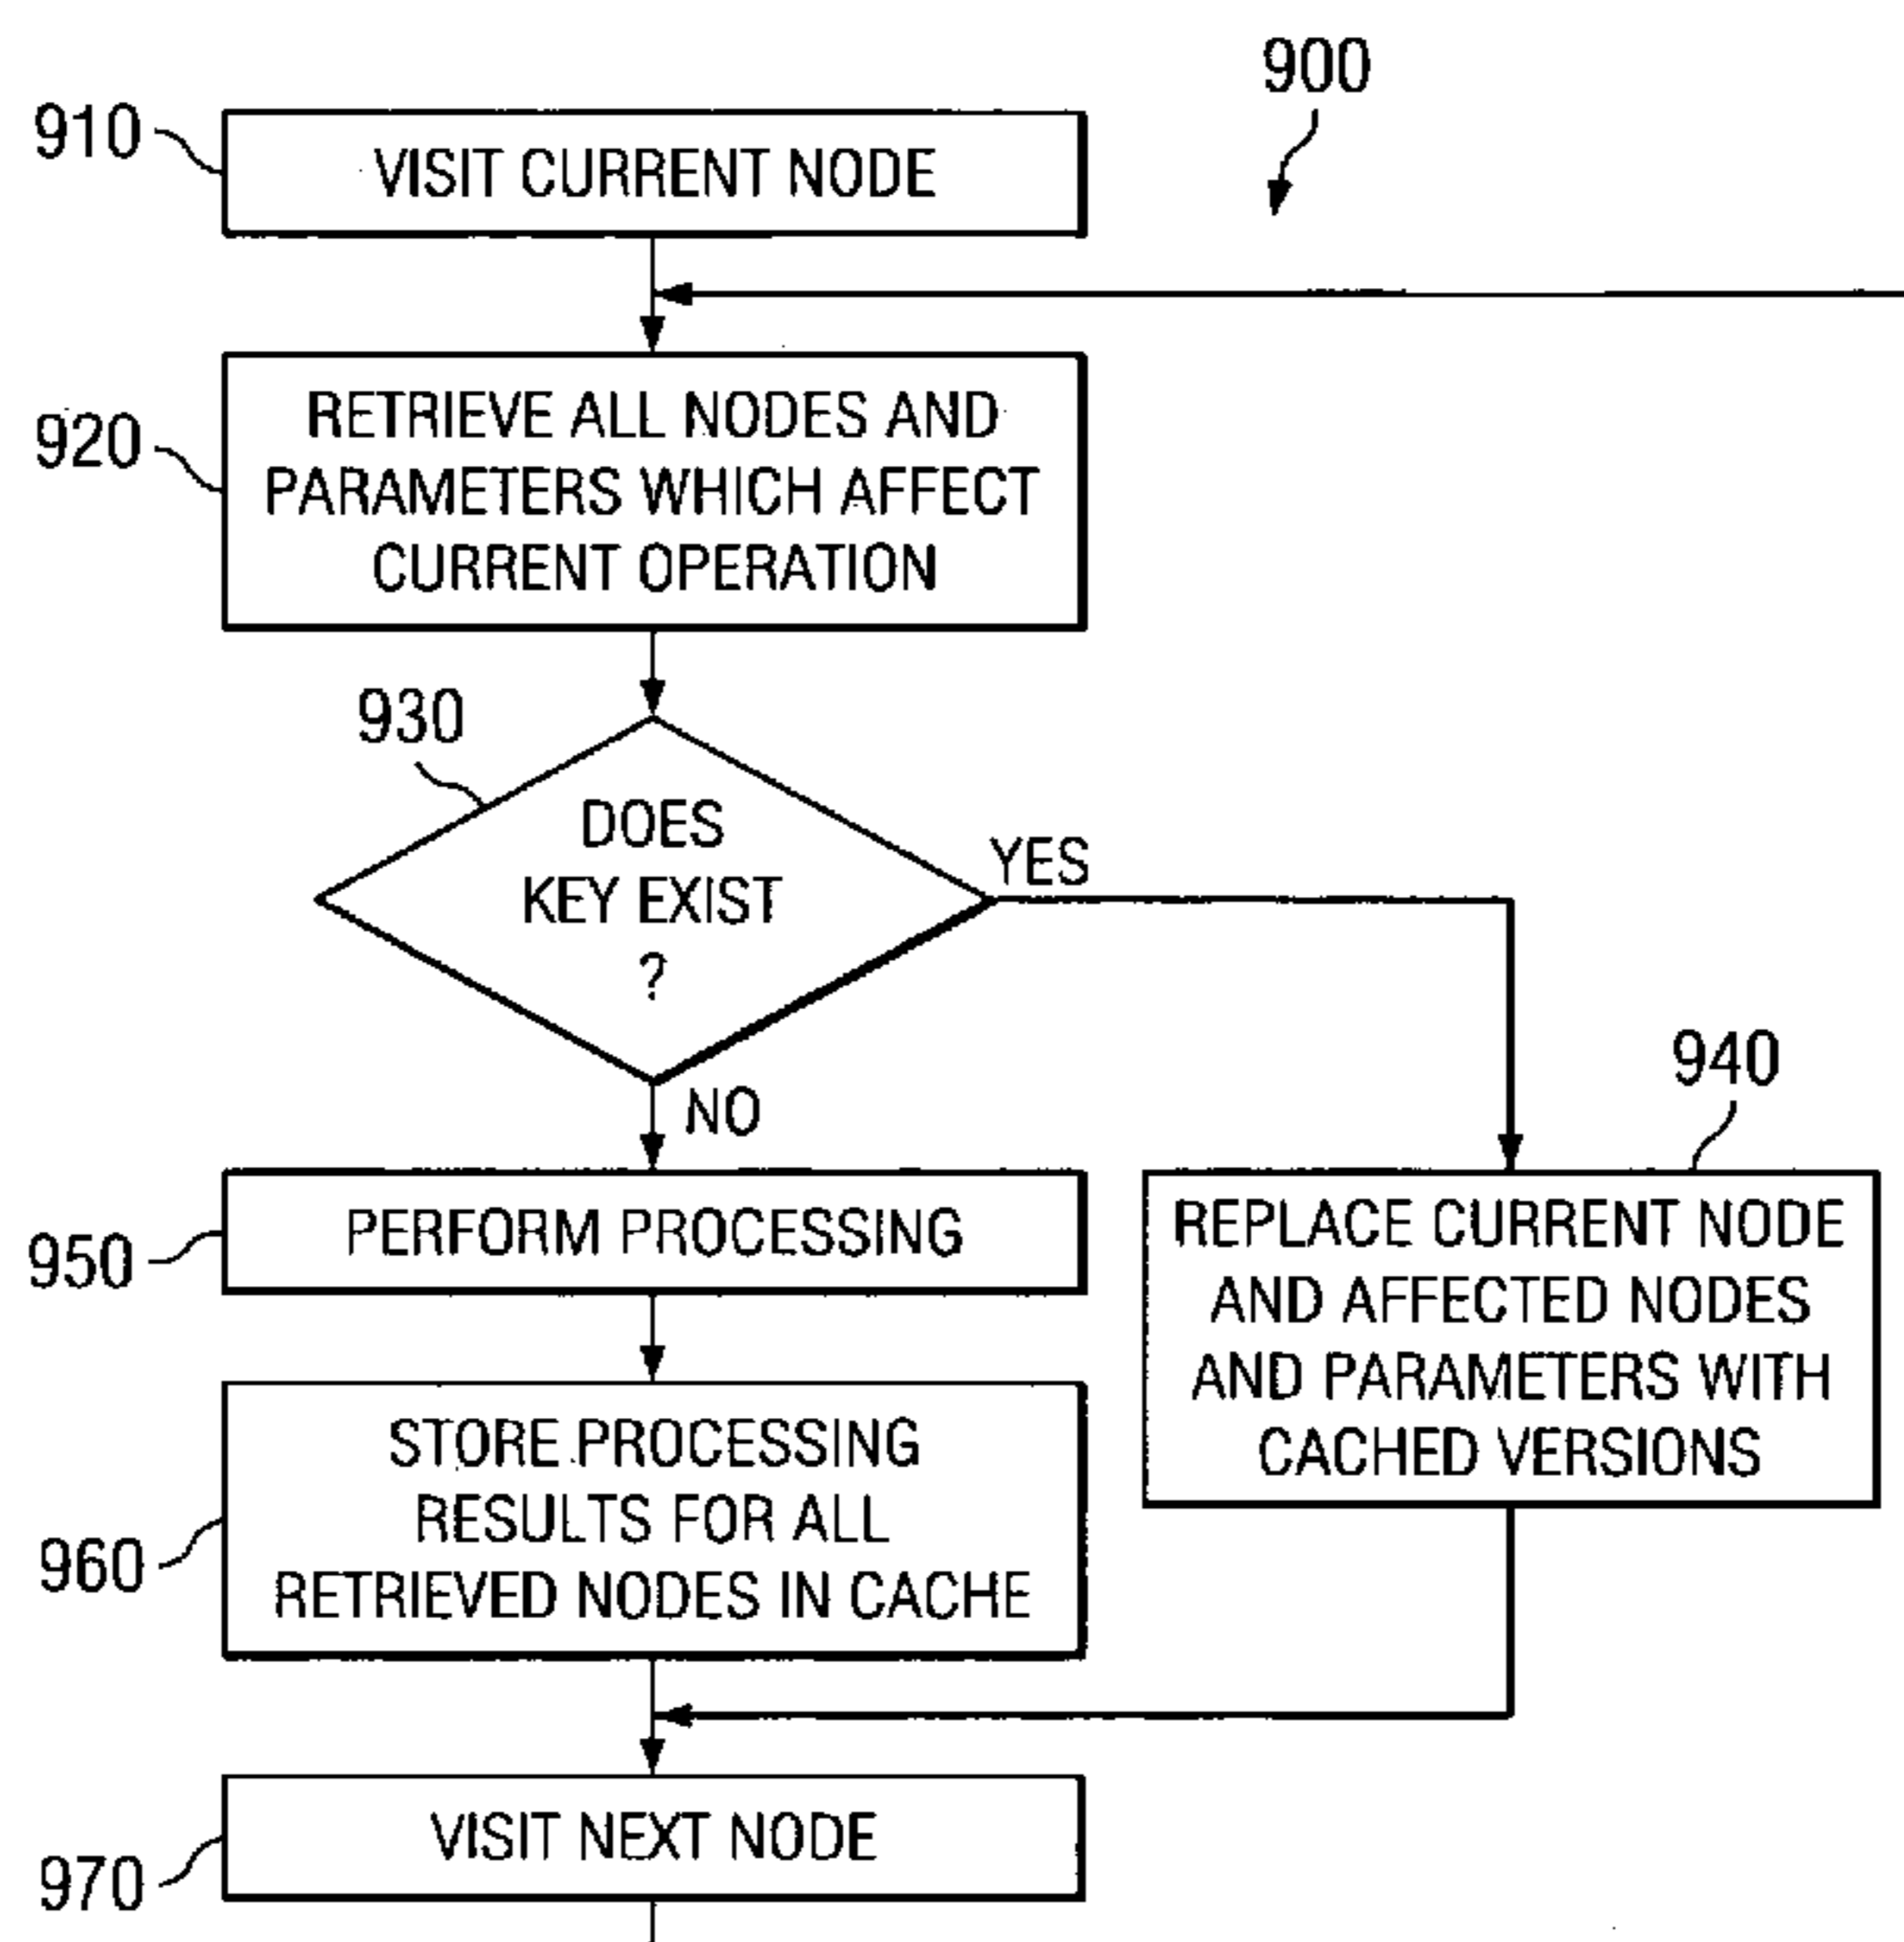 900
910
VISIT CURRENT NODE
920
RETRIEVE ALL NODES AND
PARAMETERS WHICH AFFECT
CURRENT OPERATION
930
DOES
KEY EXIST
?
YES
NO
940
REPLACE CURRENT NODE
AND AFFECTED NODES
AND PARAMETERS WITH
CACHED VERSIONS
950
PERFORM PROCESSING
960
STORE PROCESSING
RESULTS FOR ALL
RETRIEVED NODES IN CACHE
970
VISIT NEXT NODE